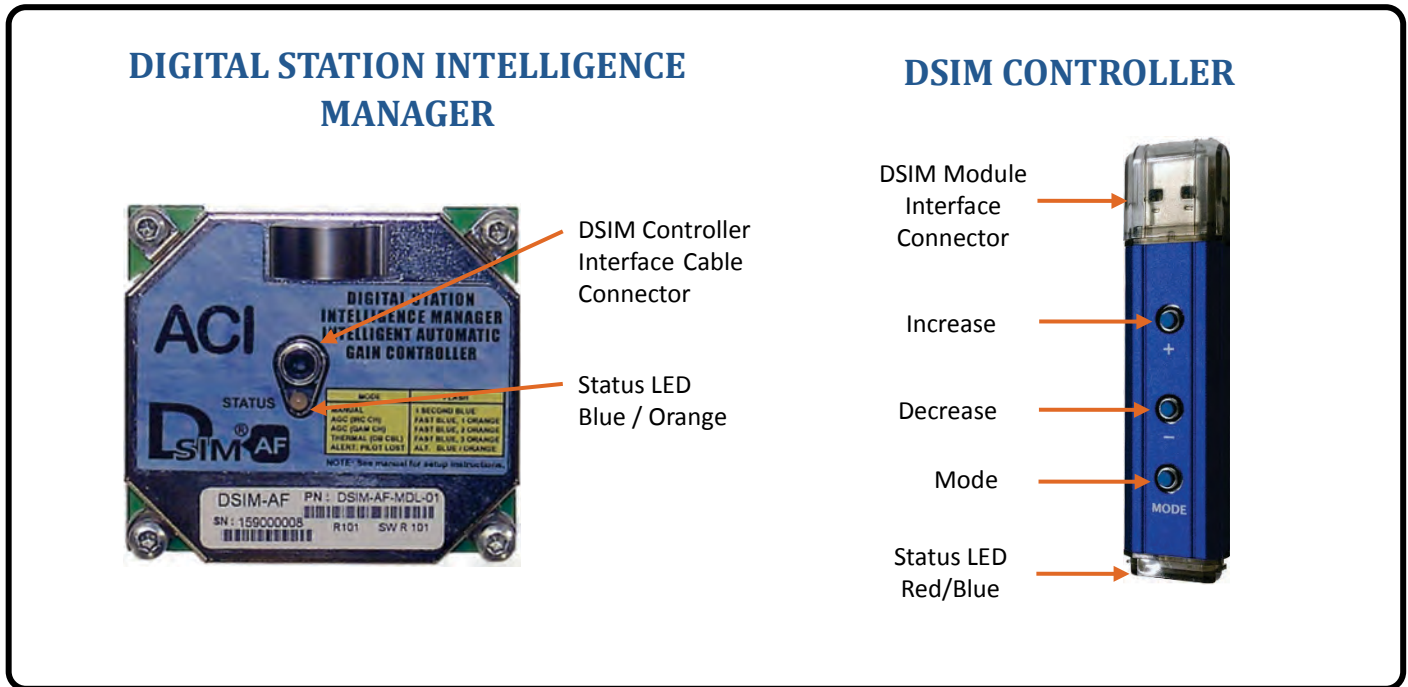 DIGITAL STATION INTELLIGENCE
MANAGER
DSIM CONTROLLER
DSIM Controller
Interface Cable
Connector
Status LED
Blue / Orange
ACI
DIGITAL STATION
INTELLIGENCE MANAGER
INTELLIGENT AUTOMATIC
GAIN CONTROLLER
STATUS
DSIM® AF
MODE FLASH
MANUAL 1 SECOND BLUE
AGC (RC CH) FAST BLUE, 1 ORANGE
AGC (QAM CH) FAST BLUE, 2 ORANGE
THERMAL (DB CBL) FAST BLUE, 3 ORANGE
ALERT: PILOT LOST ALT. BLUE / ORANGE
NOTE: See manual for setup instructions.
DSIM-AF PN : DSIM-AF-MDL-01
SN : 159000008 R101 SW R 101
DSIM Module
Interface
Connector
Increase
+
Decrease
–
Mode
MODE
Status LED
Red/Blue